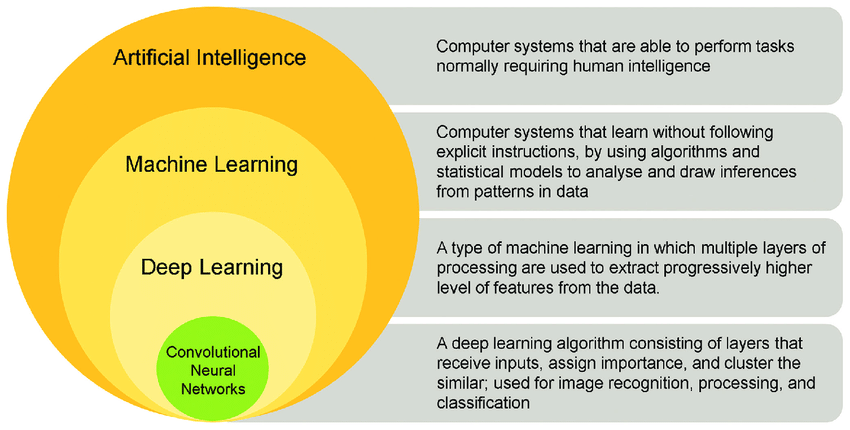 Artificial Intelligence
Computer systems that are able to perform tasks
normally requiring human intelligence
Machine Learning
Computer systems that learn without following
explicit instructions, by using algorithms and
statistical models to analyse and draw inferences
from patterns in data
Deep Learning
A type of machine learning in which multiple layers of
processing are used to extract progressively higher
level of features from the data.
Convolutional
Neural
Networks
A deep learning algorithm consisting of layers that
receive inputs, assign importance, and cluster the
similar; used for image recognition, processing, and
classification